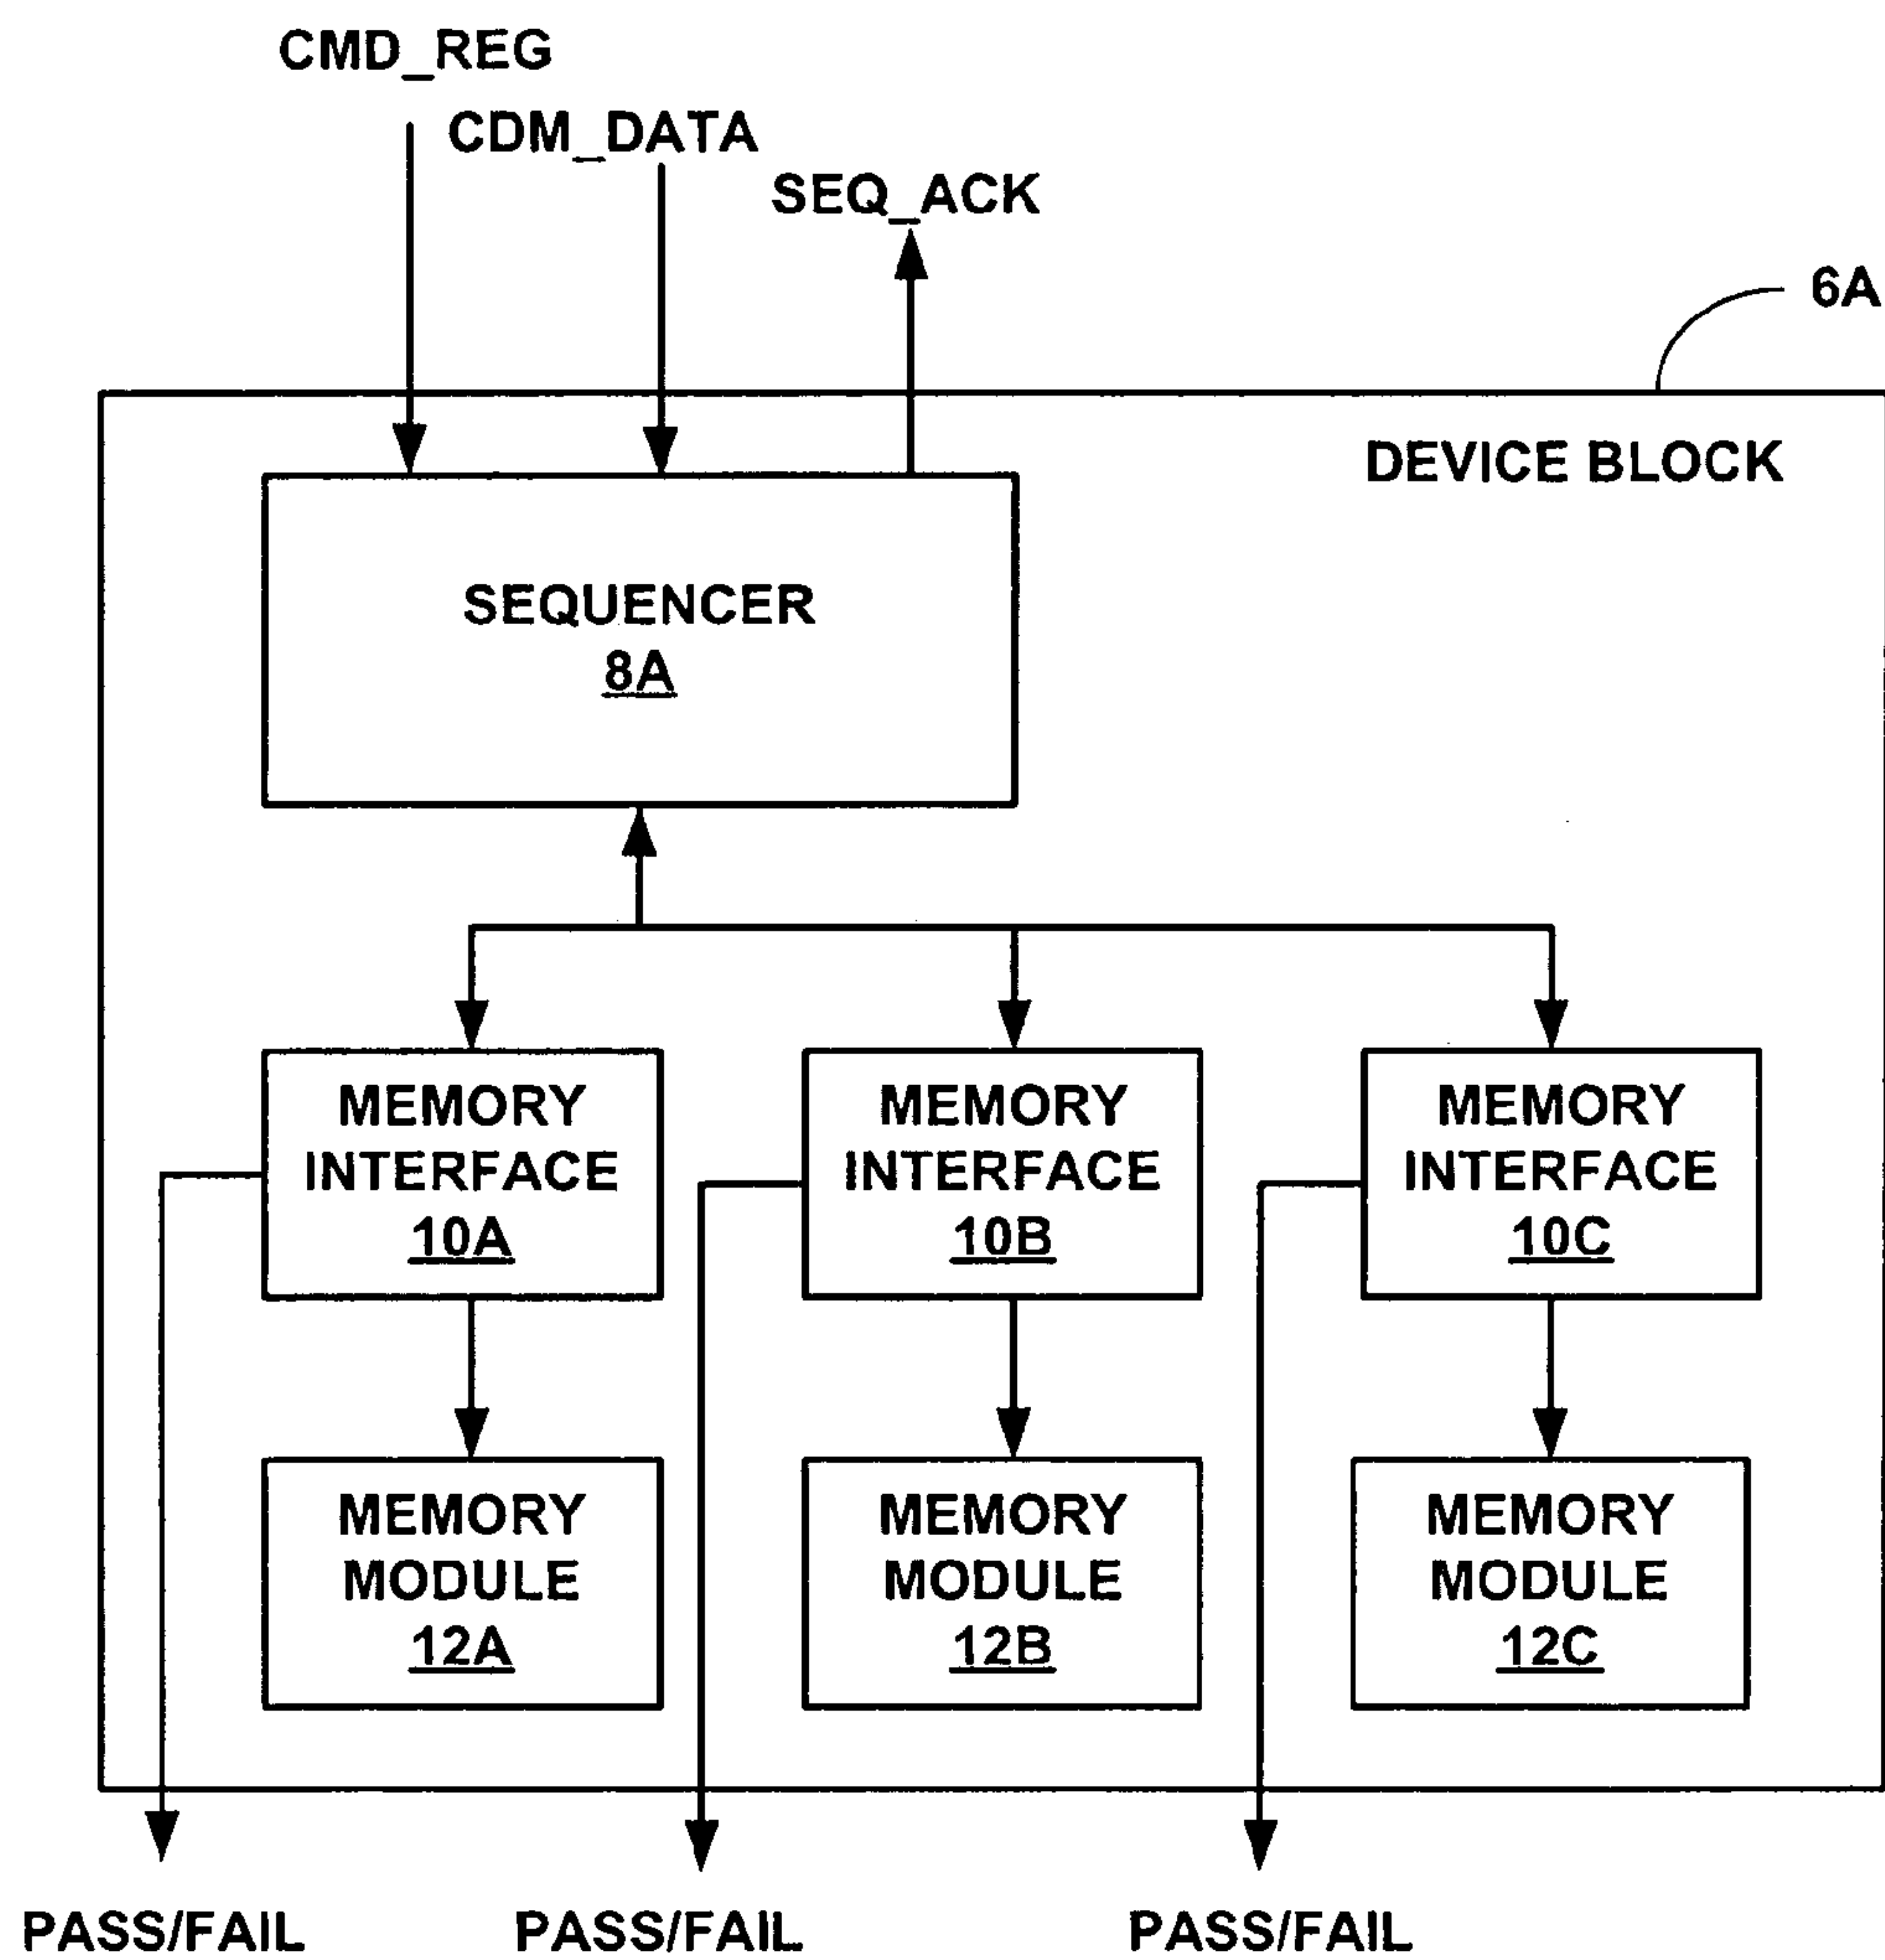 CMD_REG
CDM_DATA
SEQ_ACK
6A
DEVICE BLOCK
SEQUENCER
8A
MEMORY
INTERFACE
10A
MEMORY
INTERFACE
10B
MEMORY
INTERFACE
10C
MEMORY
MODULE
12A
MEMORY
MODULE
12B
MEMORY
MODULE
12C
PASS/FAIL
PASS/FAIL
PASS/FAIL